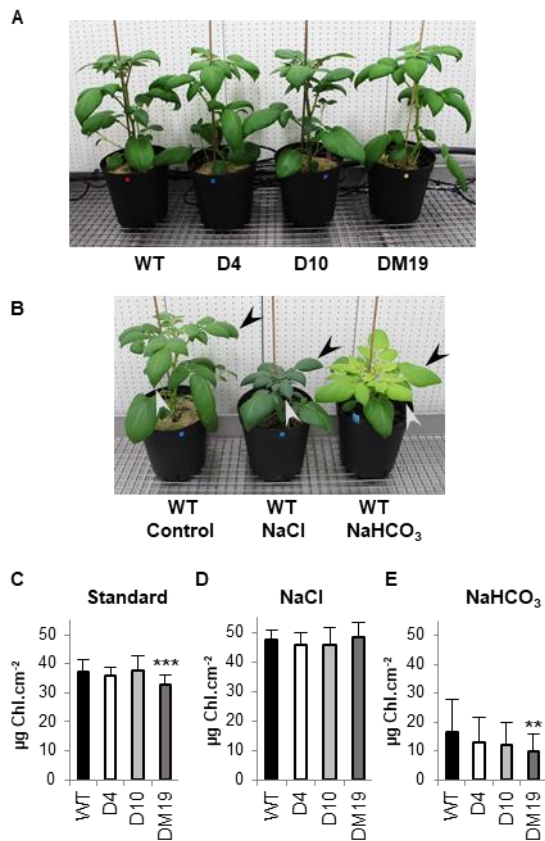 A
WT D4 D10 DM19
B
WT WT WT
Control NaCl NaHCO₃
C D E
Standard NaCl NaHCO₃
50 50 50
*** **
40 40 40
30 30 30
20 20 20
10 10 10
0 0 0
µg Chl.cm⁻² µg Chl.cm⁻² µg Chl.cm⁻²
WT D4 D10 DM19 WT D4 D10 DM19 WT D4 D10 DM19